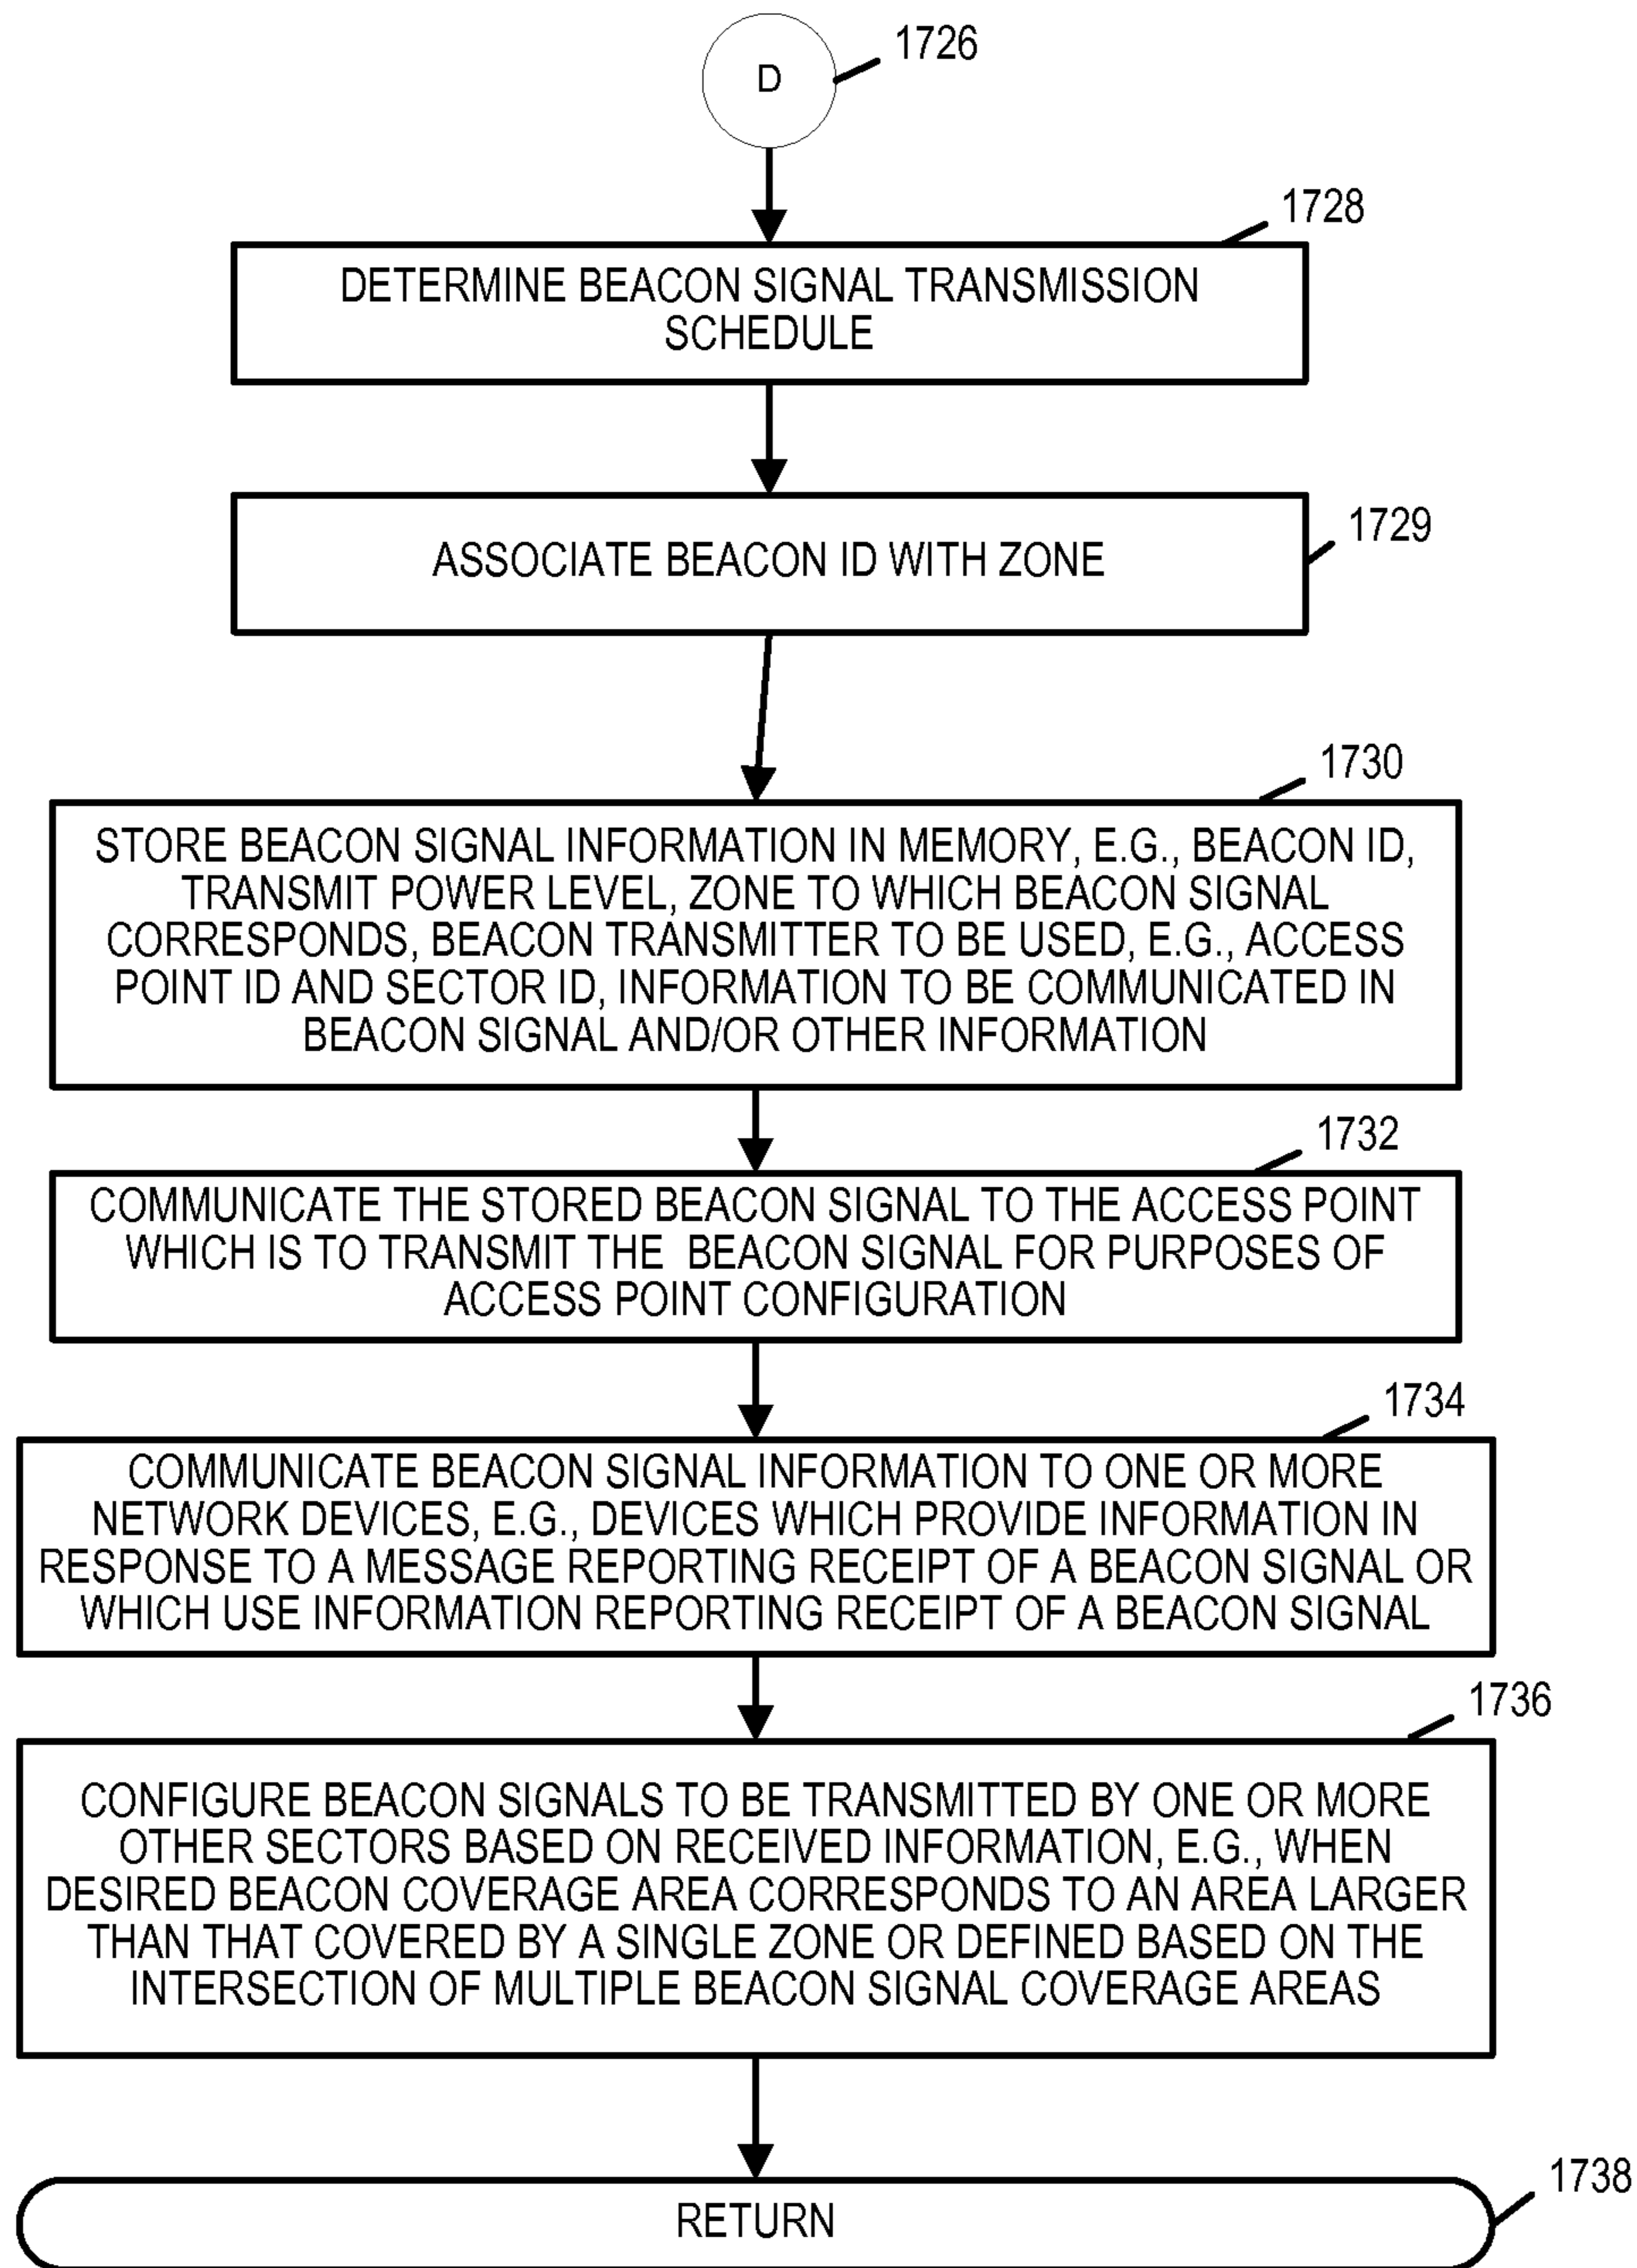 1726
D
1728
DETERMINE BEACON SIGNAL TRANSMISSION
SCHEDULE
1729
ASSOCIATE BEACON ID WITH ZONE
1730
STORE BEACON SIGNAL INFORMATION IN MEMORY, E.G., BEACON ID,
TRANSMIT POWER LEVEL, ZONE TO WHICH BEACON SIGNAL
CORRESPONDS, BEACON TRANSMITTER TO BE USED, E.G., ACCESS
POINT ID AND SECTOR ID, INFORMATION TO BE COMMUNICATED IN
BEACON SIGNAL AND/OR OTHER INFORMATION
1732
COMMUNICATE THE STORED BEACON SIGNAL TO THE ACCESS POINT
WHICH IS TO TRANSMIT THE BEACON SIGNAL FOR PURPOSES OF
ACCESS POINT CONFIGURATION
1734
COMMUNICATE BEACON SIGNAL INFORMATION TO ONE OR MORE
NETWORK DEVICES, E.G., DEVICES WHICH PROVIDE INFORMATION IN
RESPONSE TO A MESSAGE REPORTING RECEIPT OF A BEACON SIGNAL OR
WHICH USE INFORMATION REPORTING RECEIPT OF A BEACON SIGNAL
1736
CONFIGURE BEACON SIGNALS TO BE TRANSMITTED BY ONE OR MORE
OTHER SECTORS BASED ON RECEIVED INFORMATION, E.G., WHEN
DESIRED BEACON COVERAGE AREA CORRESPONDS TO AN AREA LARGER
THAN THAT COVERED BY A SINGLE ZONE OR DEFINED BASED ON THE
INTERSECTION OF MULTIPLE BEACON SIGNAL COVERAGE AREAS
1738
RETURN